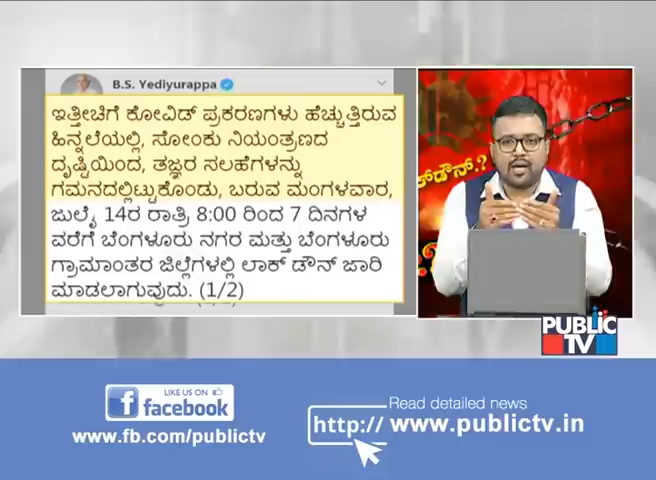 B.S. Yediyurappa
ಇತ್ತೀಚಿಗೆ ಕೋವಿಡ್ ಪ್ರಕರಣಗಳು ಹೆಚ್ಚುತ್ತಿರುವ
ಹಿನ್ನಲೆಯಲ್ಲಿ, ಸೋಂಕು ನಿಯಂತ್ರಣದ
ದೃಷ್ಟಿಯಿಂದ, ತಜ್ಞರ ಸಲಹೆಗಳನ್ನು
ಗಮನದಲ್ಲಿಟ್ಟುಕೊಂಡು, ಬರುವ ಮಂಗಳವಾರ,
ಜುಲೈ 14ರ ರಾತ್ರಿ 8:00 ರಿಂದ 7 ದಿನಗಳ
ವರೆಗೆ ಬೆಂಗಳೂರು ನಗರ ಮತ್ತು ಬೆಂಗಳೂರು
ಗ್ರಾಮಾಂತರ ಜಿಲ್ಲೆಗಳಲ್ಲಿ ಲಾಕ್ ಡೌನ್ ಜಾರಿ
ಮಾಡಲಾಗುವುದು. (1/2)
PUBLIC
TV
LIKE US ON
facebook
www.fb.com/publictv
Read detailed news
http:// www.publictv.in